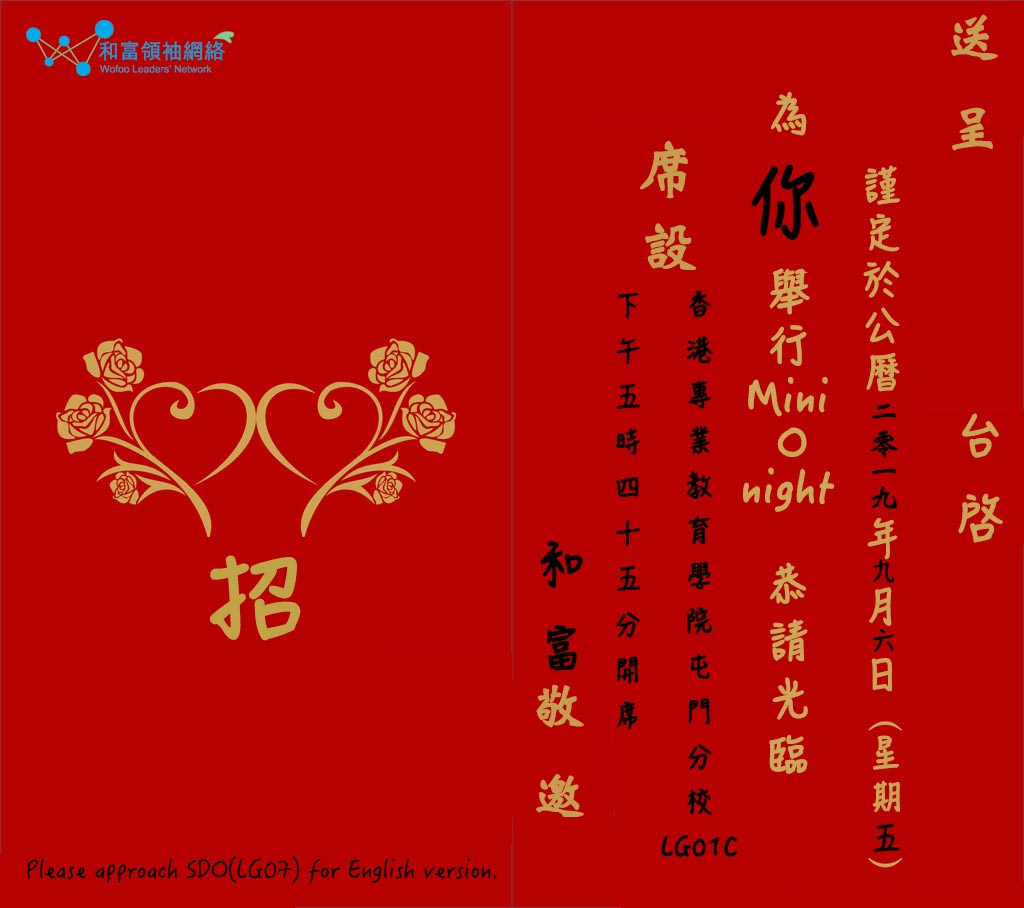 和富領袖網絡
Wofoo Leaders' Network
招
Please approach SDO(LG07) for English version.
送呈 台啓
謹定於公曆二零一九年九月六日（星期五）
為你舉行Mini O night 恭請光臨
席設
香港專業教育學院屯門分校 LG01C
下午五時四十五分開席
和富敬邀